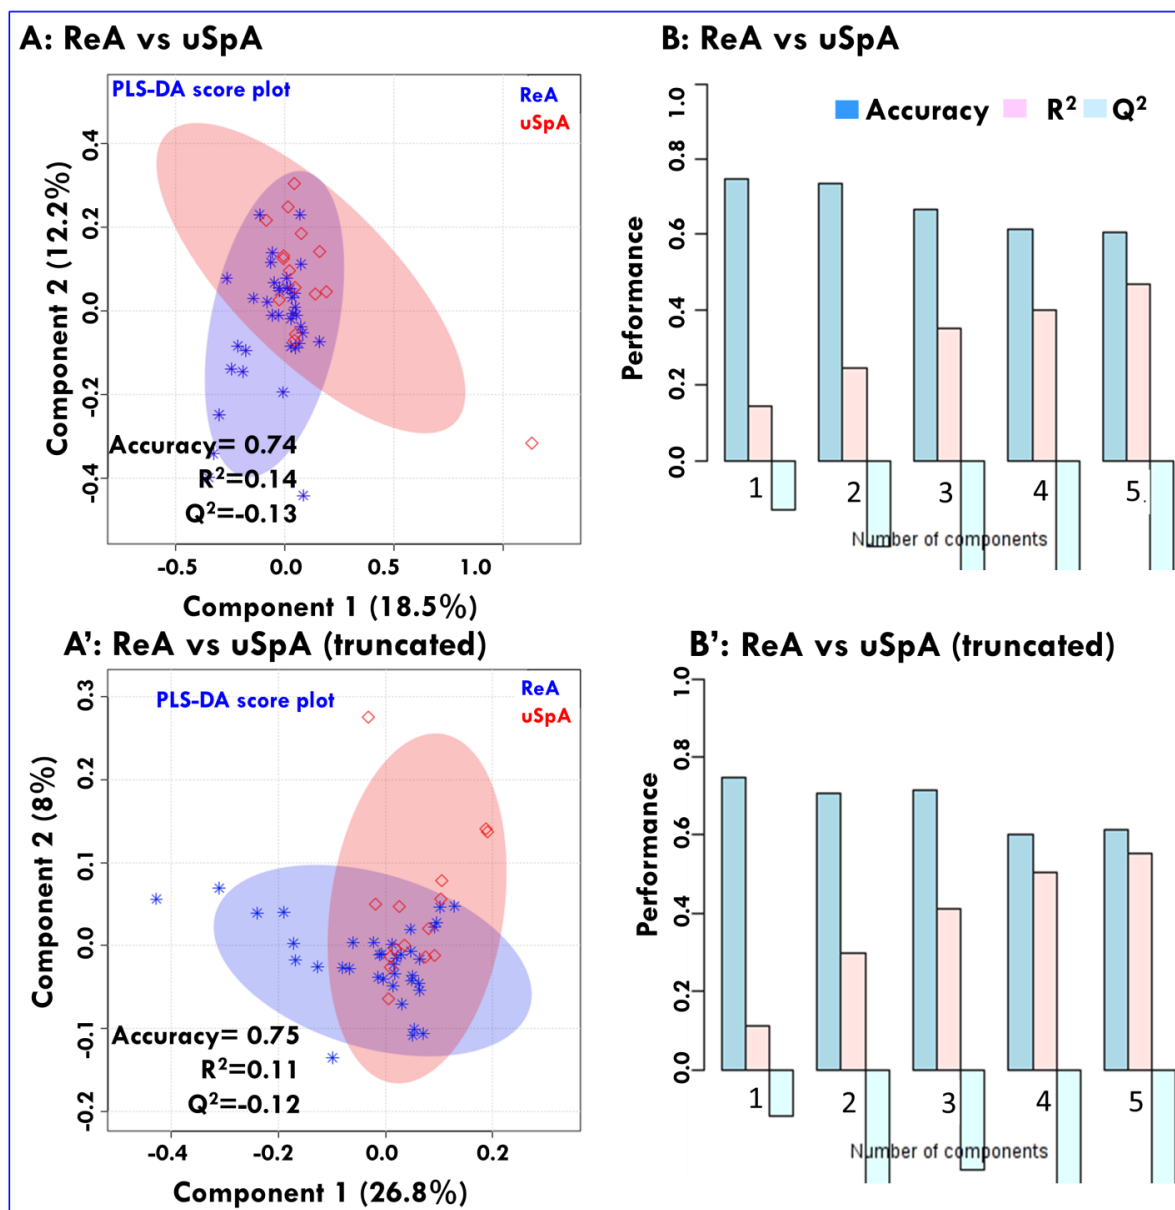 A: ReA vs uSpA
PLS-DA score plot
ReA
uSpA
Component 2 (12.2%)
0.4
0.2
0.0
-0.2
-0.4
Accuracy= 0.74
R²=0.14
Q²=-0.13
-0.5 0.0 0.5 1.0
Component 1 (18.5%)
B: ReA vs uSpA
Accuracy R² Q²
Performance
1.0
0.8
0.6
0.4
0.2
0.0
1 2 3 4 5.
Number of components
A': ReA vs uSpA (truncated)
PLS-DA score plot
ReA
uSpA
Component 2 (8%)
0.3
0.2
0.1
0.0
-0.1
-0.2
Accuracy= 0.75
R²=0.11
Q²=-0.12
-0.4 -0.2 0.0 0.2
Component 1 (26.8%)
B': ReA vs uSpA (truncated)
Performance
1.0
0.8
0.6
0.4
0.2
0.0
1 2 3 4 5
Number of components